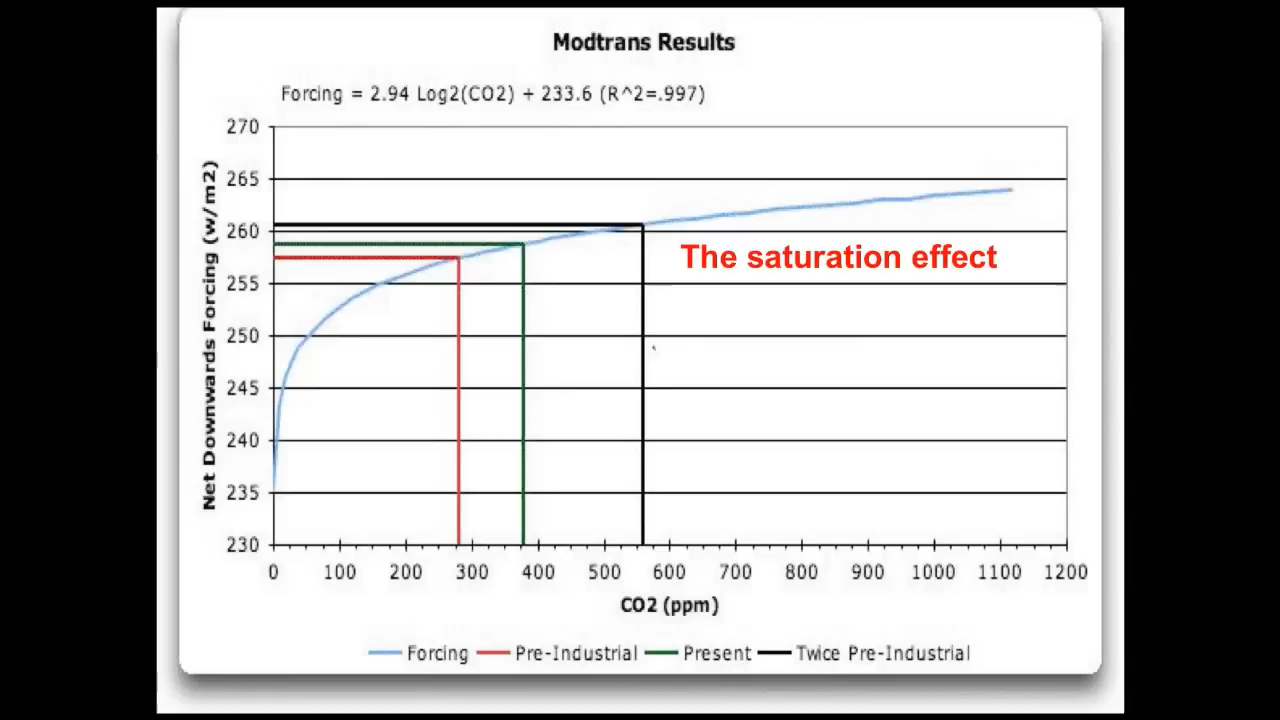 Modtrans Results
Forcing = 2.94 Log2(CO2) + 233.6 (R^2=.997)
270
265
260
255
250
245
240
235
230
Net Downwards Forcing (w/m2)
The saturation effect
0 100 200 300 400 500 600 700 800 900 1000 1100 1200
CO2 (ppm)
Forcing Pre-Industrial Present Twice Pre-Industrial